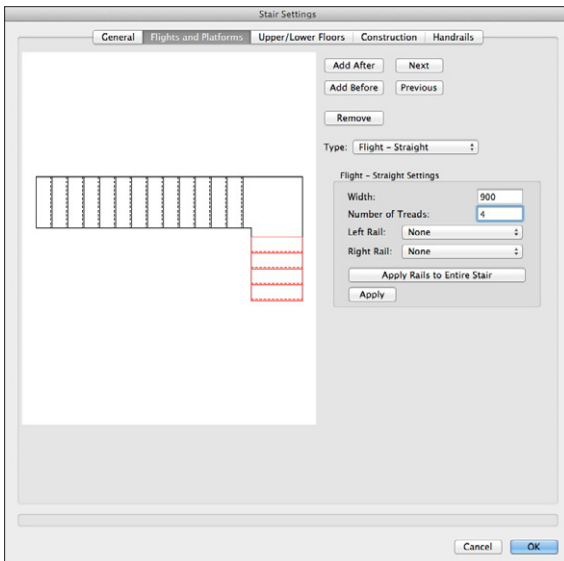 Stair Settings
General Flights and Platforms Upper/Lower Floors Construction Handrails
Add After Next
Add Before Previous
Remove
Type: Flight – Straight
Flight – Straight Settings
Width: 900
Number of Treads: 4
Left Rail: None
Right Rail: None
Apply Rails to Entire Stair
Apply
Cancel OK